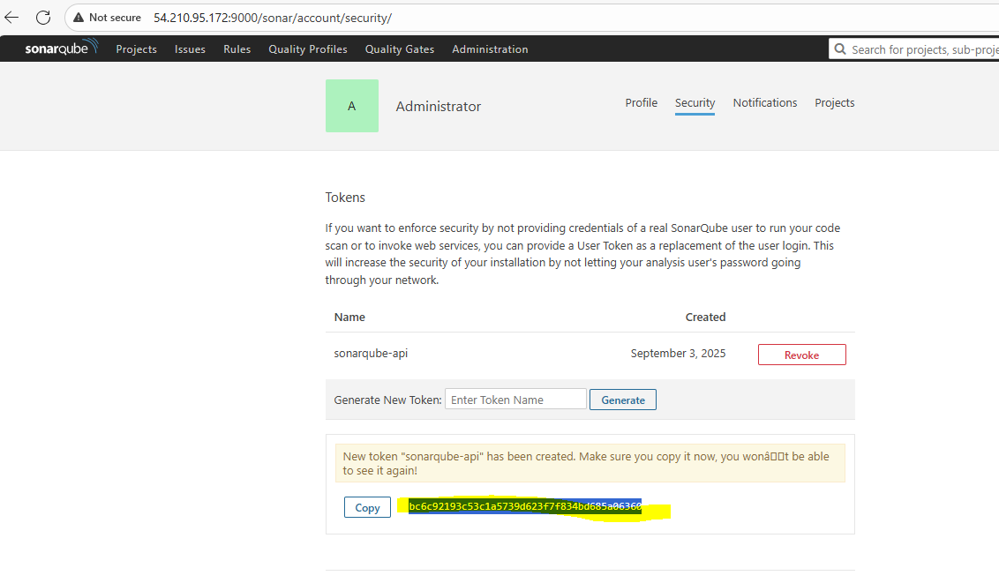 Not secure 54.210.95.172:9000/sonar/account/security/
sonarqube Projects Issues Rules Quality Profiles Quality Gates Administration Search for projects, sub-proje
A Administrator Profile Security Notifications Projects
Tokens
If you want to enforce security by not providing credentials of a real SonarQube user to run your code
scan or to invoke web services, you can provide a User Token as a replacement of the user login. This
will increase the security of your installation by not letting your analysis user's password going
through your network.
Name Created
sonarqube-api September 3, 2025 Revoke
Generate New Token: Enter Token Name Generate
New token "sonarqube-api" has been created. Make sure you copy it now, you wonâ▯▯t be able
to see it again!
Copy bc6c92193c53c1a5739d623f7f834bd685a06360